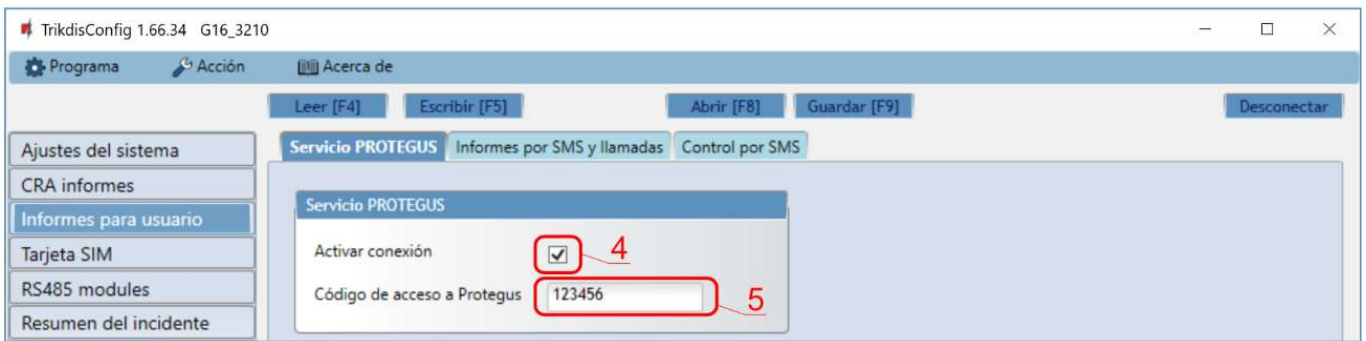 TrikdisConfig 1.66.34 G16_3210
Programa Acción Acerca de
Leer [F4] Escribir [F5] Abrir [F8] Guardar [F9] Desconectar
Servicio PROTEGUS Informes por SMS y llamadas Control por SMS
Ajustes del sistema
CRA informes
Informes para usuario
Tarjeta SIM
RS485 modules
Resumen del incidente
Servicio PROTEGUS
Activar conexión 4
Código de acceso a Protegus 123456 5